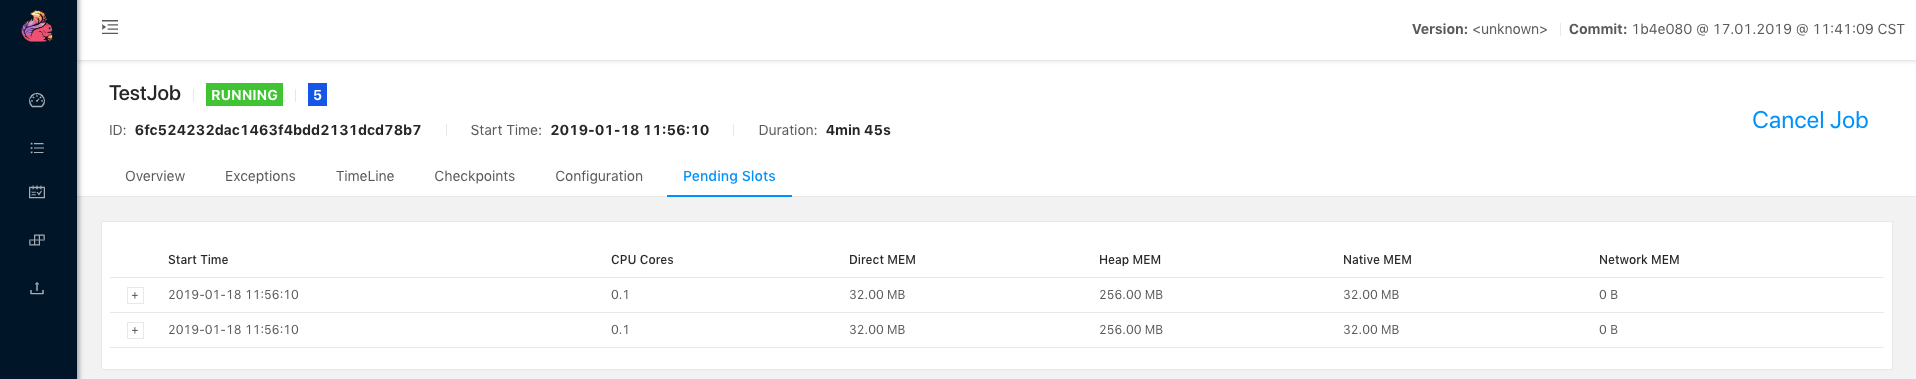 Version: <unknown> Commit: 1b4e080 @ 17.01.2019 @ 11:41:09 CST
TestJob RUNNING 5
Cancel Job
ID: 6fc524232dac1463f4bdd2131dcd78b7 Start Time: 2019-01-18 11:56:10 Duration: 4min 45s
Overview Exceptions TimeLine Checkpoints Configuration Pending Slots
Start Time CPU Cores Direct MEM Heap MEM Native MEM Network MEM
+ 2019-01-18 11:56:10 0.1 32.00 MB 256.00 MB 32.00 MB 0 B
+ 2019-01-18 11:56:10 0.1 32.00 MB 256.00 MB 32.00 MB 0 B